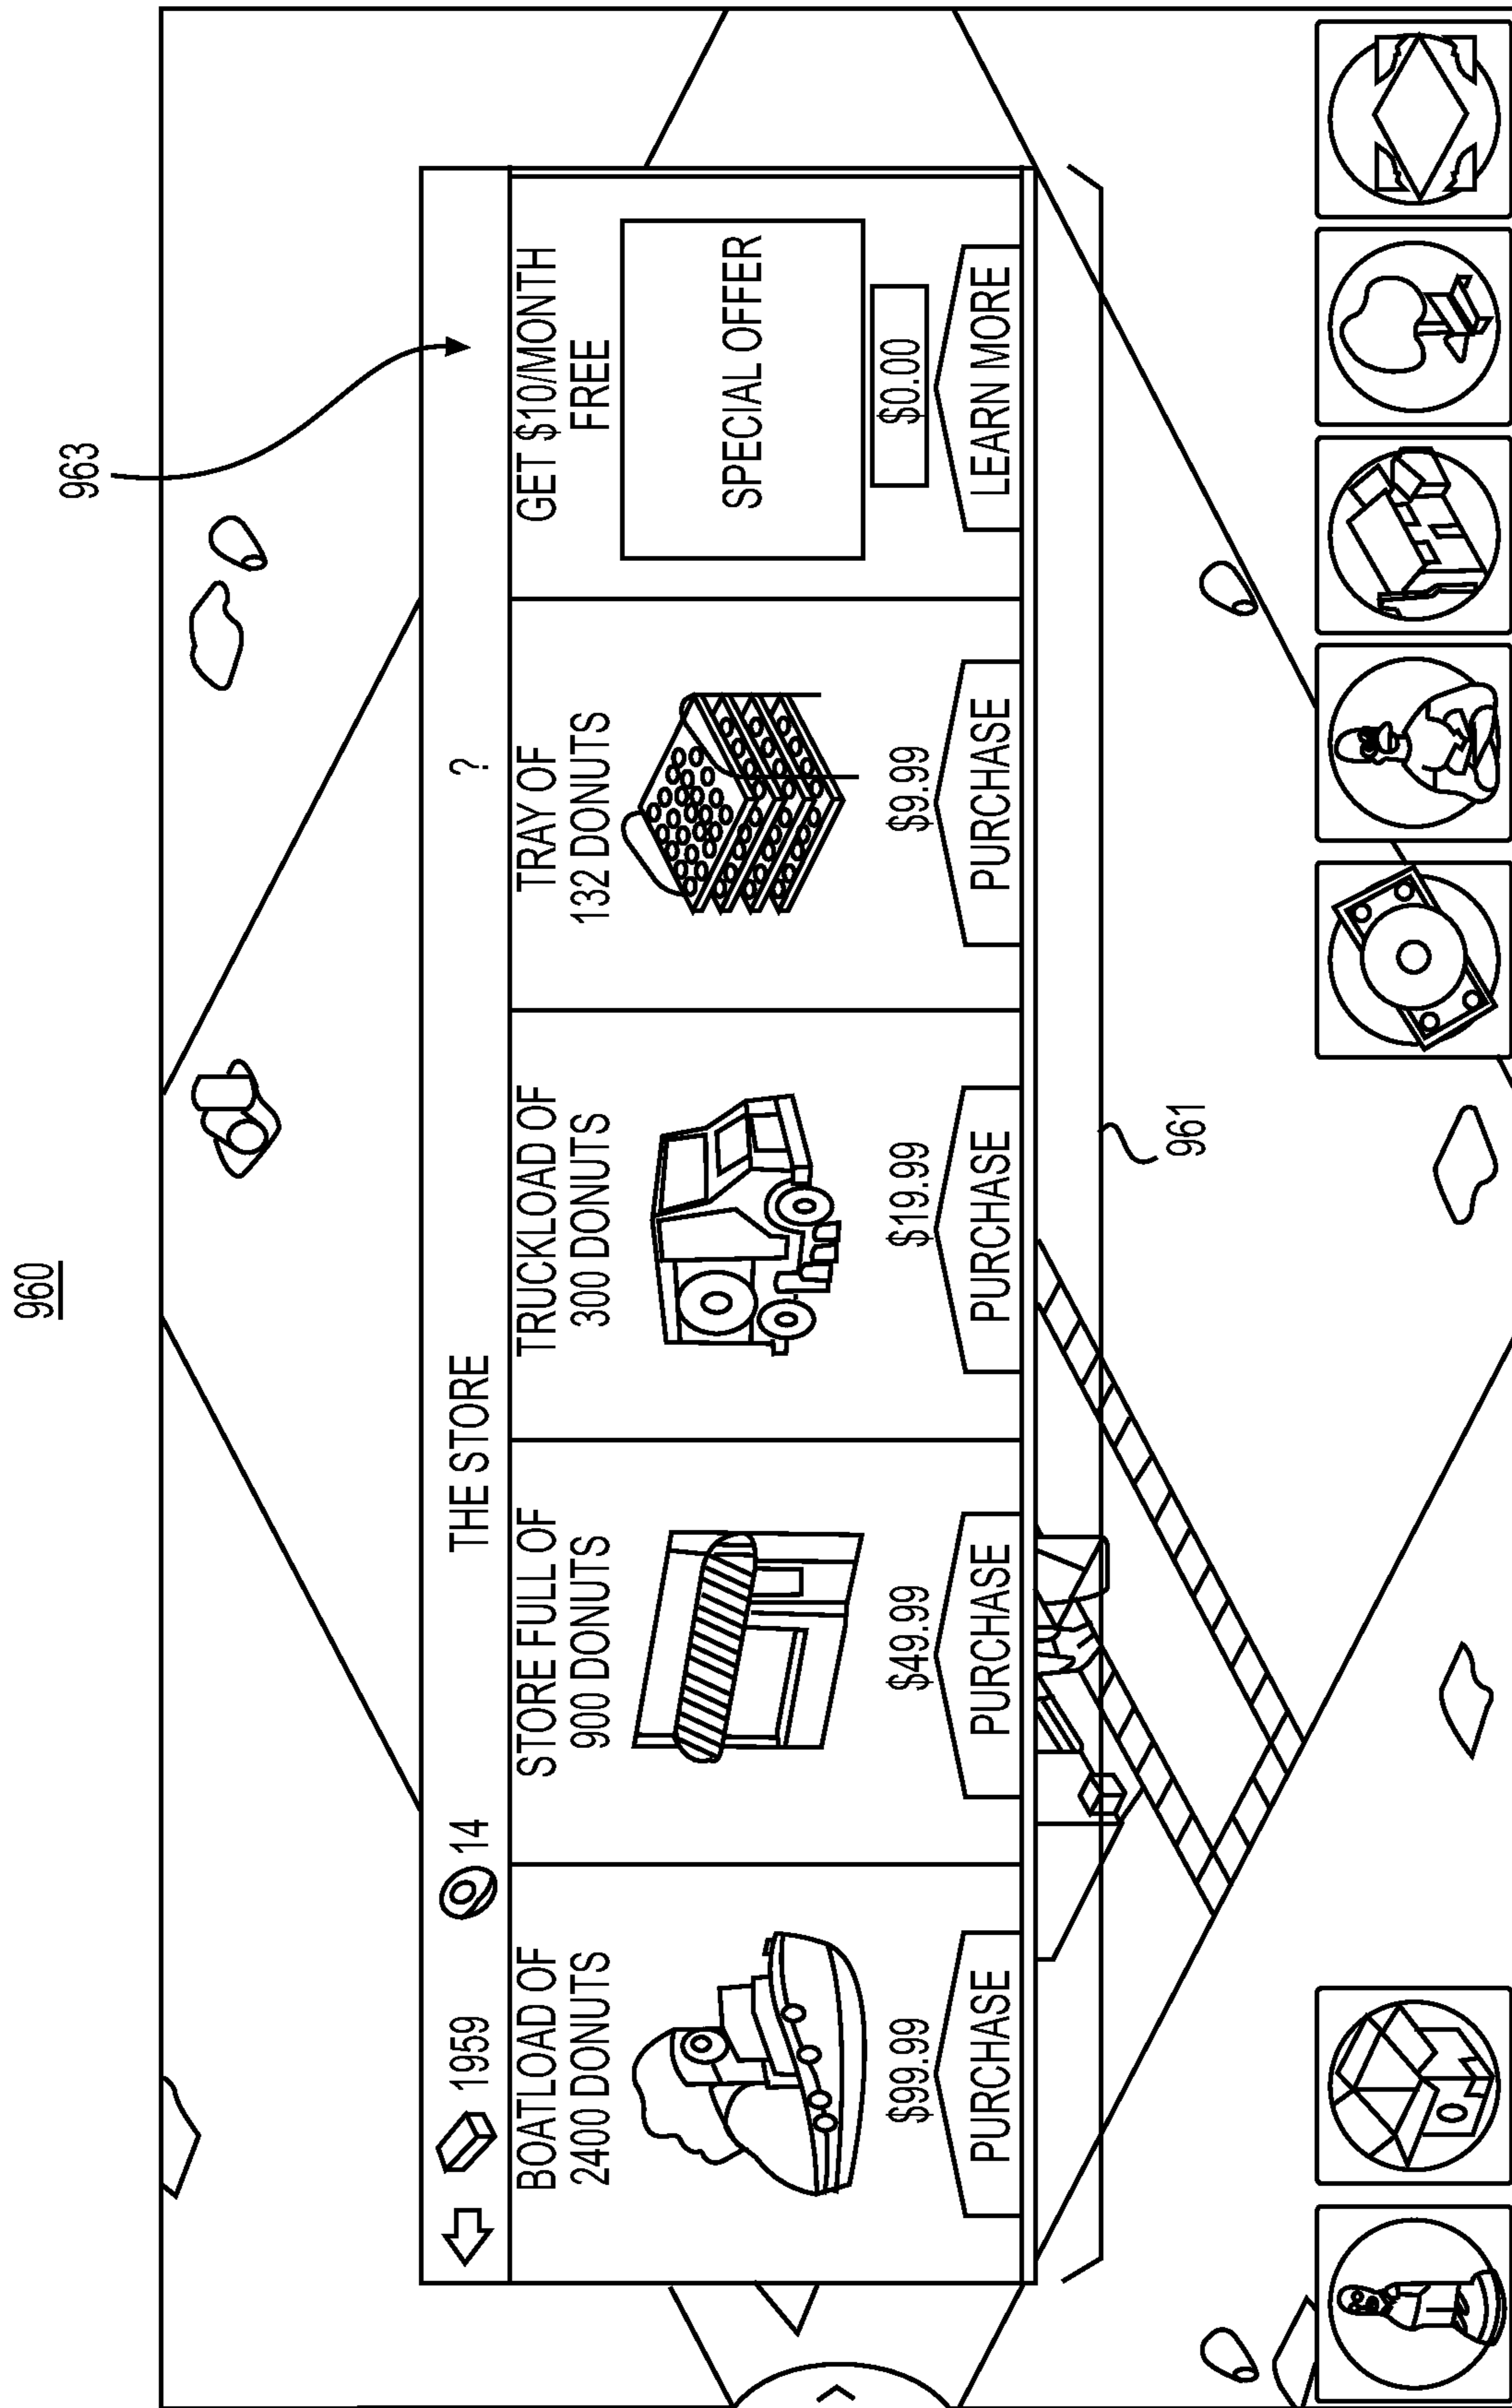 960
963
1959
14
THE STORE
?
BOATLOAD OF
2400 DONUTS
$99.99
PURCHASE
STORE FULL OF
900 DONUTS
$49.99
PURCHASE
TRUCKLOAD OF
300 DONUTS
$19.99
PURCHASE
TRAY OF
132 DONUTS
$9.99
PURCHASE
GET $10/MONTH
FREE
SPECIAL OFFER
$0.00
LEARN MORE
961